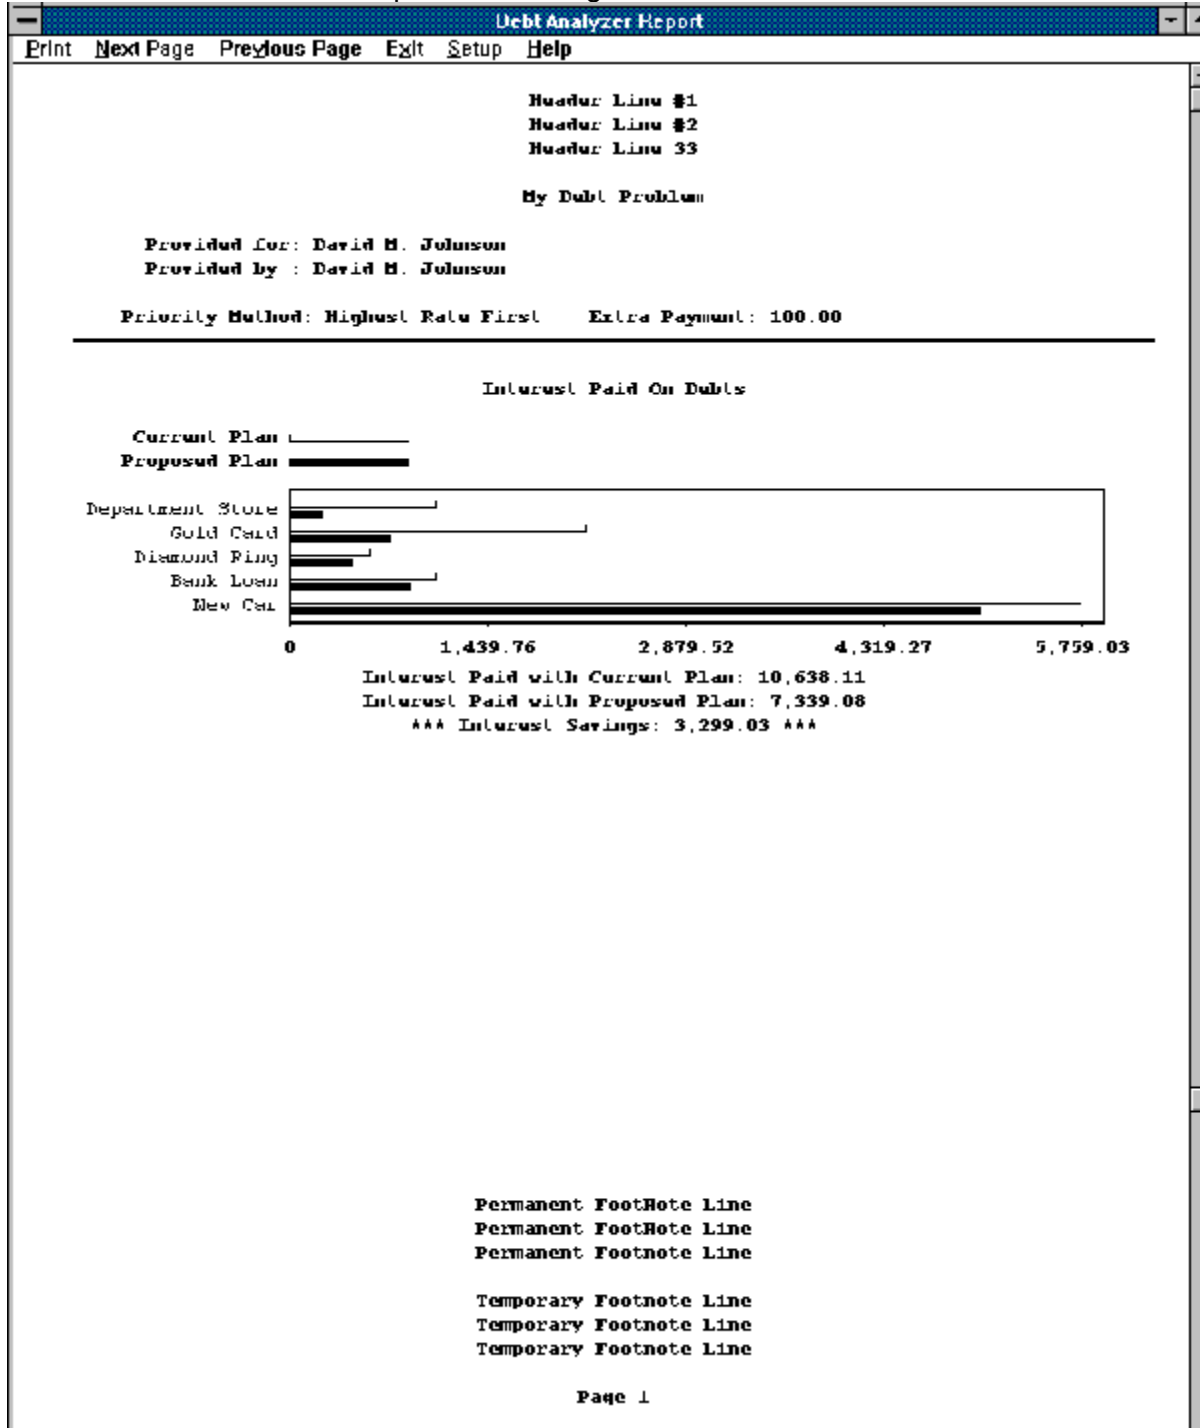 Debt Analyzer Report
Print Next Page Previous Page Exit Setup Help
Header Line #1
Header Line #2
Header Line 33
My Debt Problem
Provided for: David M. Johnson
Provided by : David M. Johnson
Priority Method: Highest Rate First Extra Payment: 100.00
Interest Paid On Debts
Current Plan
Proposed Plan
Department Store
Gold Card
Diamond Ring
Bank Loan
New Car
0 1,439.76 2,879.52 4,319.27 5,759.03
Interest Paid with Current Plan: 10,638.11
Interest Paid with Proposed Plan: 7,339.08
*** Interest Savings: 3,299.03 ***
Permanent FootNote Line
Permanent FootNote Line
Permanent Footnote Line
Temporary Footnote Line
Temporary Footnote Line
Temporary Footnote Line
Page 1